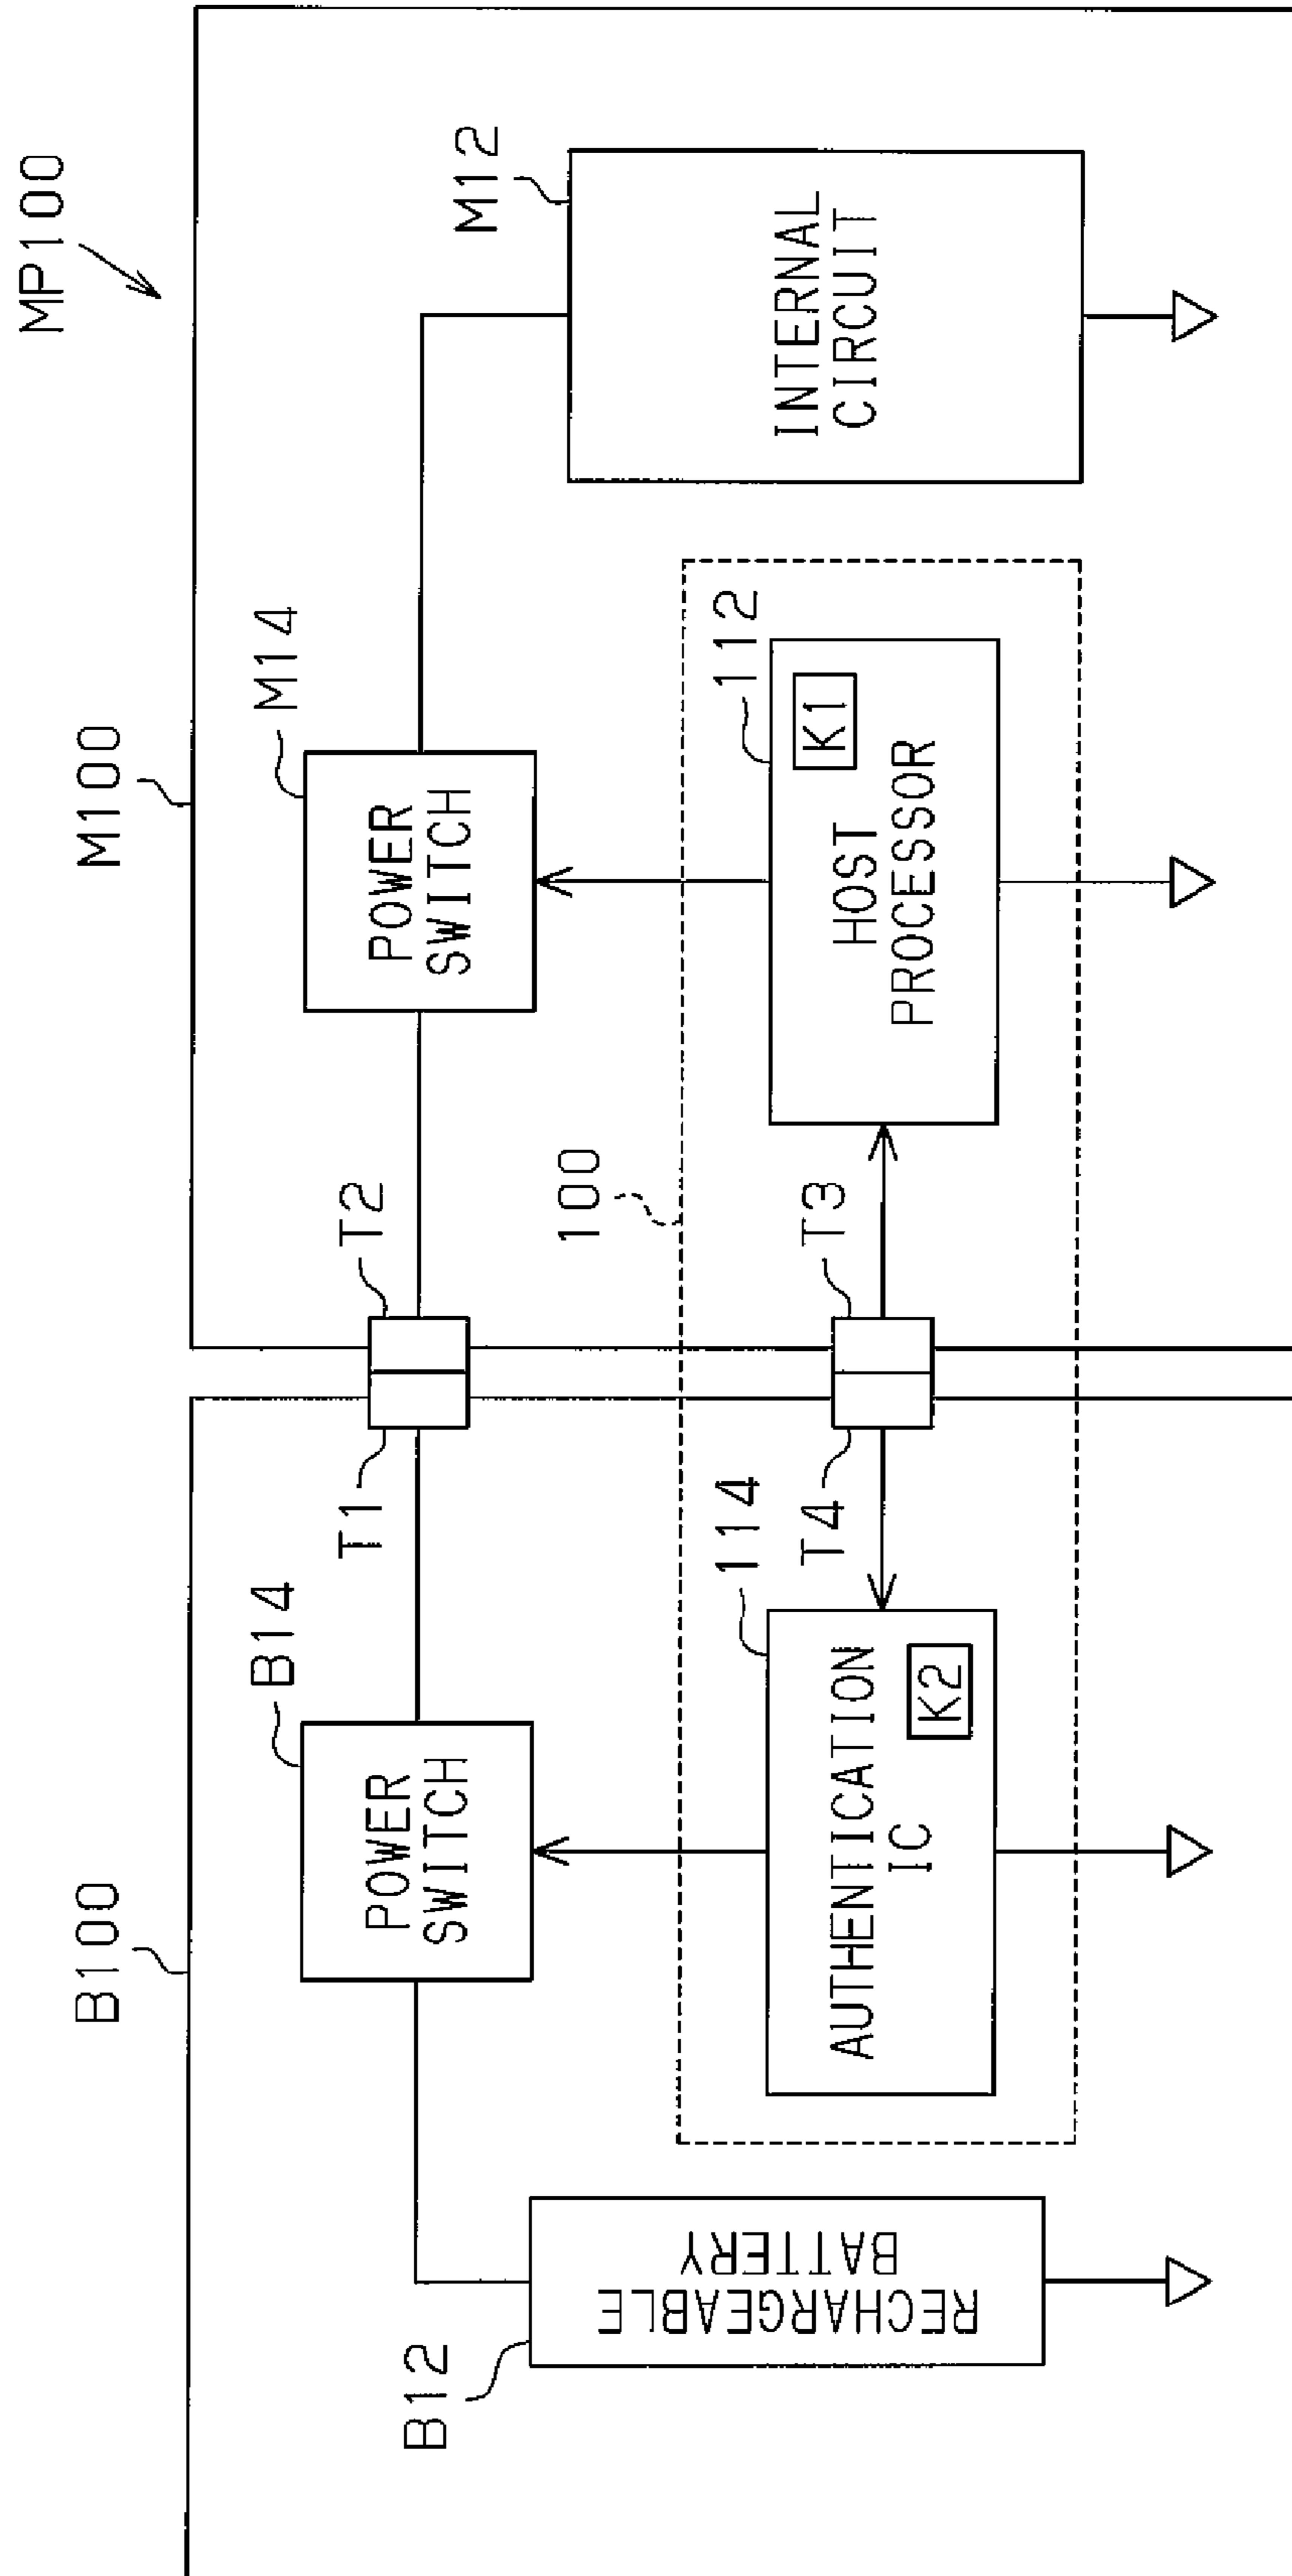 MP100
M100
B100
M14
M12
B14
B12
POWER
SWITCH
POWER
SWITCH
T1
T2
100
112
114
T4
T3
K1
HOST
PROCESSOR
AUTHENTICATION
IC
K2
INTERNAL
CIRCUIT
RECHARGEABLE
BATTERY